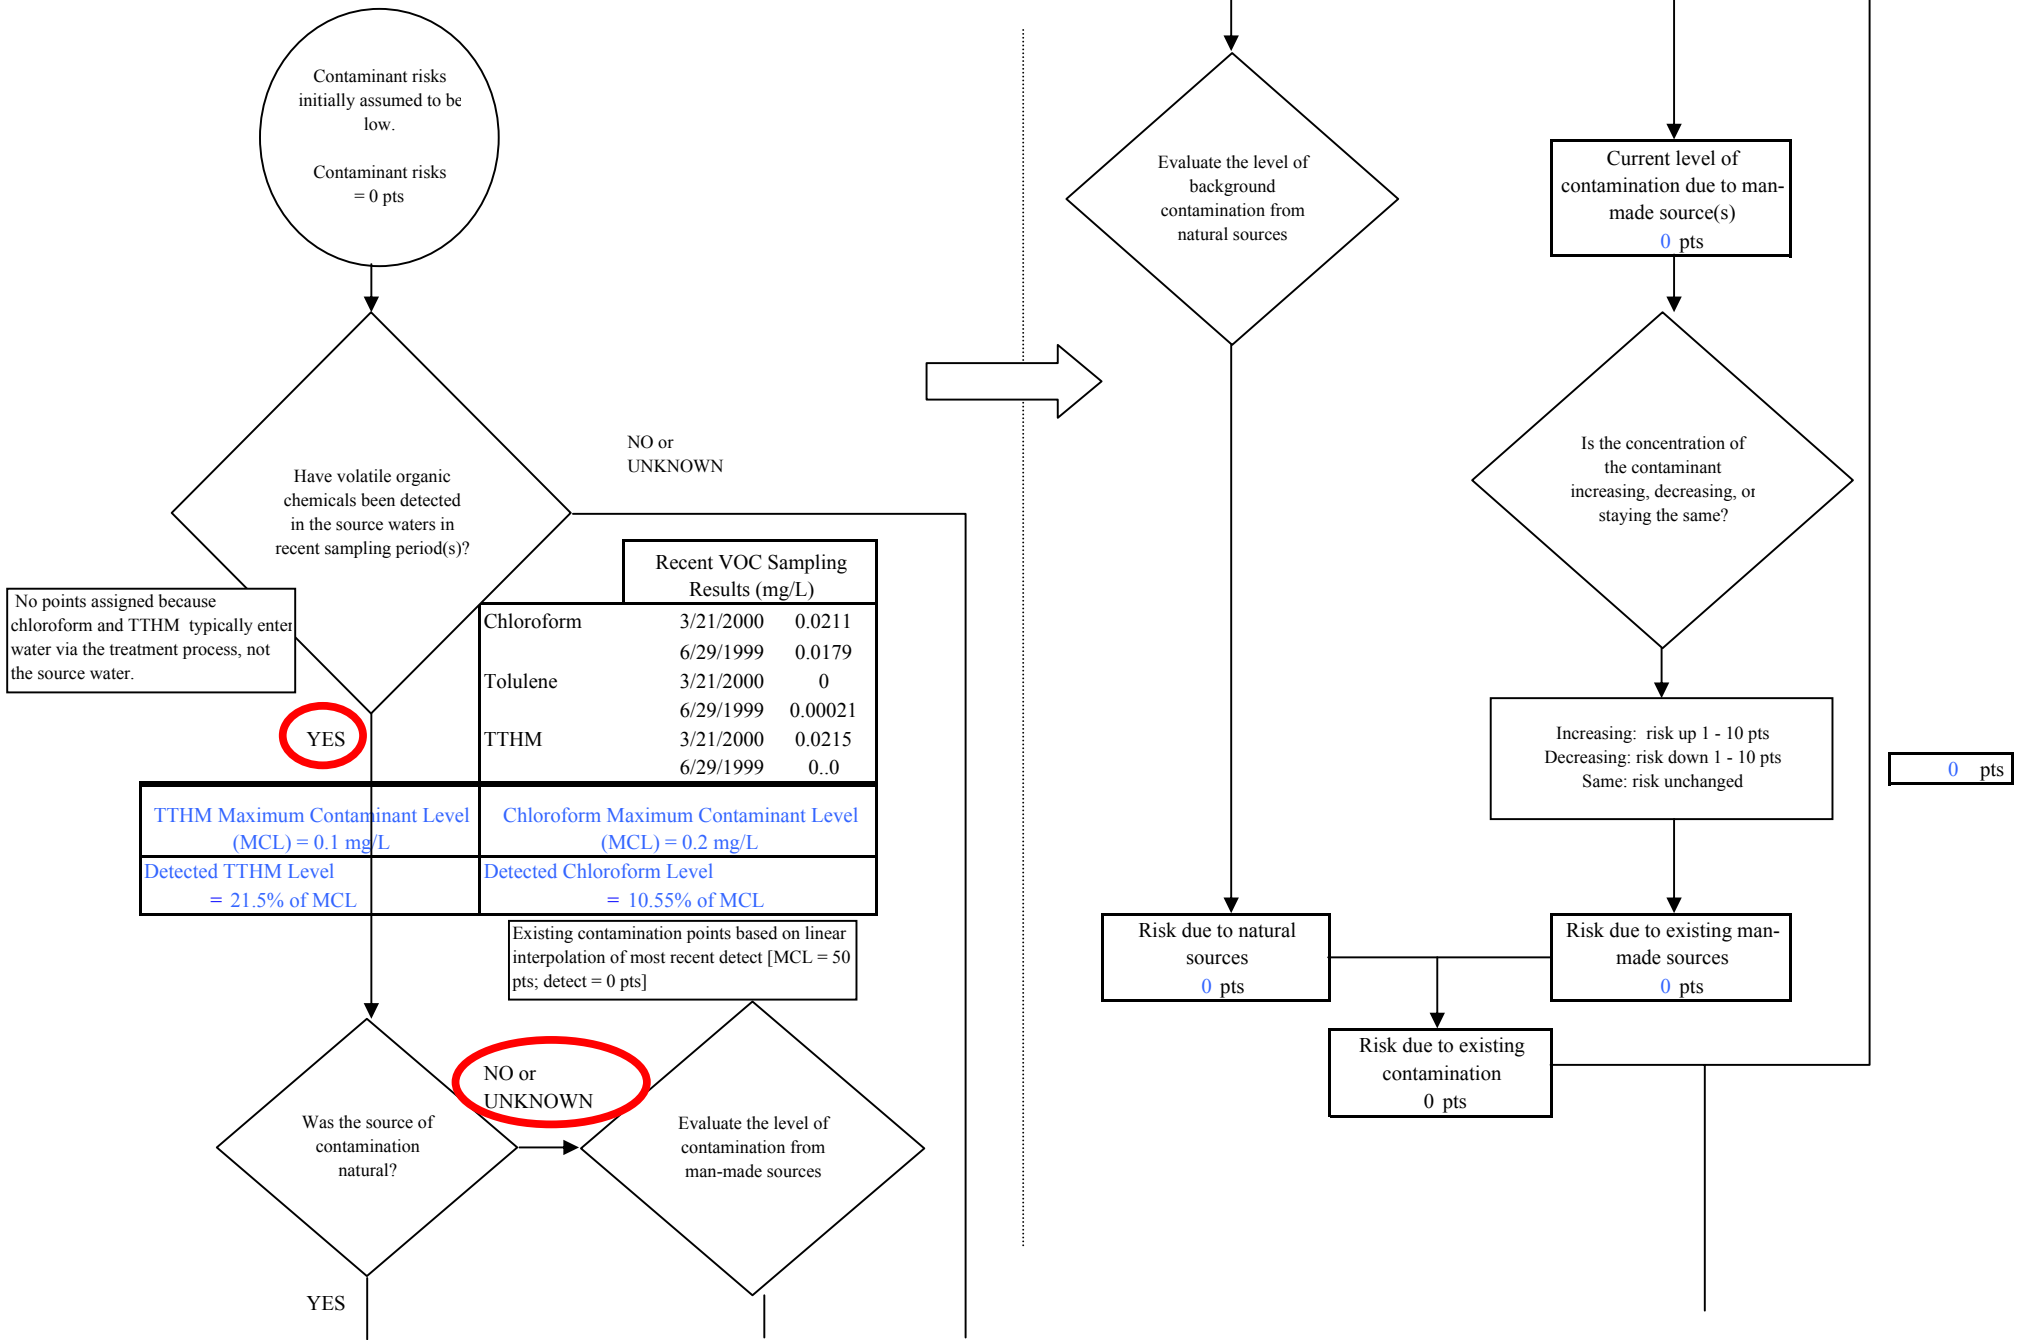 Contaminant risks
initially assumed to be
low.
Contaminant risks
= 0 pts
Have volatile organic
chemicals been detected
in the source waters in
recent sampling period(s)?
NO or
UNKNOWN
No points assigned because
chloroform and TTHM typically enter
water via the treatment process, not
the source water.
YES
Recent VOC Sampling
Results (mg/L)
Chloroform 3/21/2000 0.0211
6/29/1999 0.0179
Tolulene 3/21/2000 0
6/29/1999 0.00021
TTHM 3/21/2000 0.0215
6/29/1999 0..0
TTHM Maximum Contaminant Level
(MCL) = 0.1 mg/L
Chloroform Maximum Contaminant Level
(MCL) = 0.2 mg/L
Detected TTHM Level
= 21.5% of MCL
Detected Chloroform Level
= 10.55% of MCL
Existing contamination points based on linear
interpolation of most recent detect [MCL = 50
pts; detect = 0 pts]
Was the source of
contamination
natural?
NO or
UNKNOWN
Evaluate the level of
contamination from
man-made sources
YES
Evaluate the level of
background
contamination from
natural sources
Current level of
contamination due to man-
made source(s)
0 pts
Is the concentration of
the contaminant
increasing, decreasing, or
staying the same?
Increasing: risk up 1 - 10 pts
Decreasing: risk down 1 - 10 pts
Same: risk unchanged
0 pts
Risk due to natural
sources
0 pts
Risk due to existing man-
made sources
0 pts
Risk due to existing
contamination
0 pts